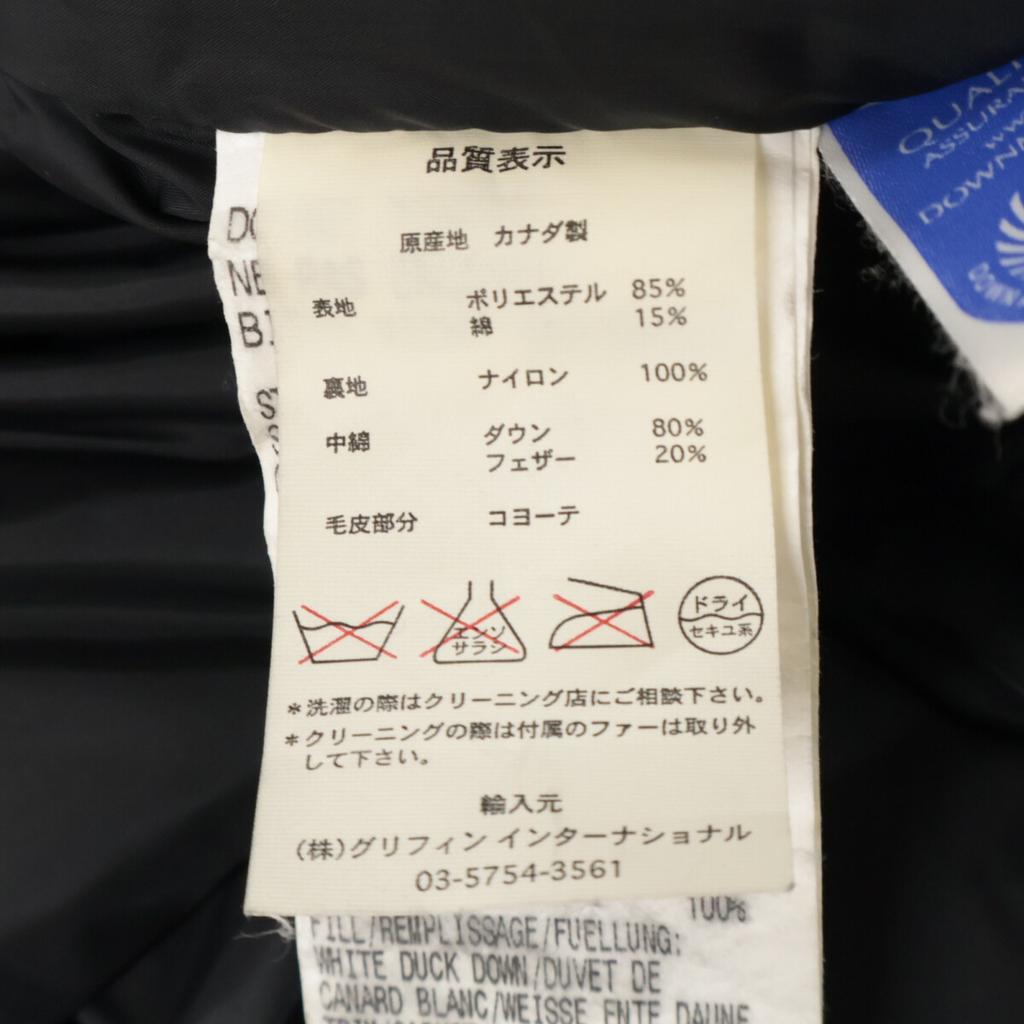 品質表示
原産地 カナダ製
表地 ポリエステル 85%
綿 15%
裏地 ナイロン 100%
中綿 ダウン 80%
フェザー 20%
毛皮部分 コヨーテ
エンソ
サラシ
ドライ
セキユ系
*洗濯の際はクリーニング店にご相談下さい。
*クリーニングの際は付属のファーは取り外
して下さい。
輸入元
(株)グリフィン インターナショナル
03-5754-3561
100%
FILL/REMPLISSAGE/FUELLUNG:
WHITE DUCK DOWN/DUVET DE
CANARD BLANC/WEISSE ENTE DAUNE